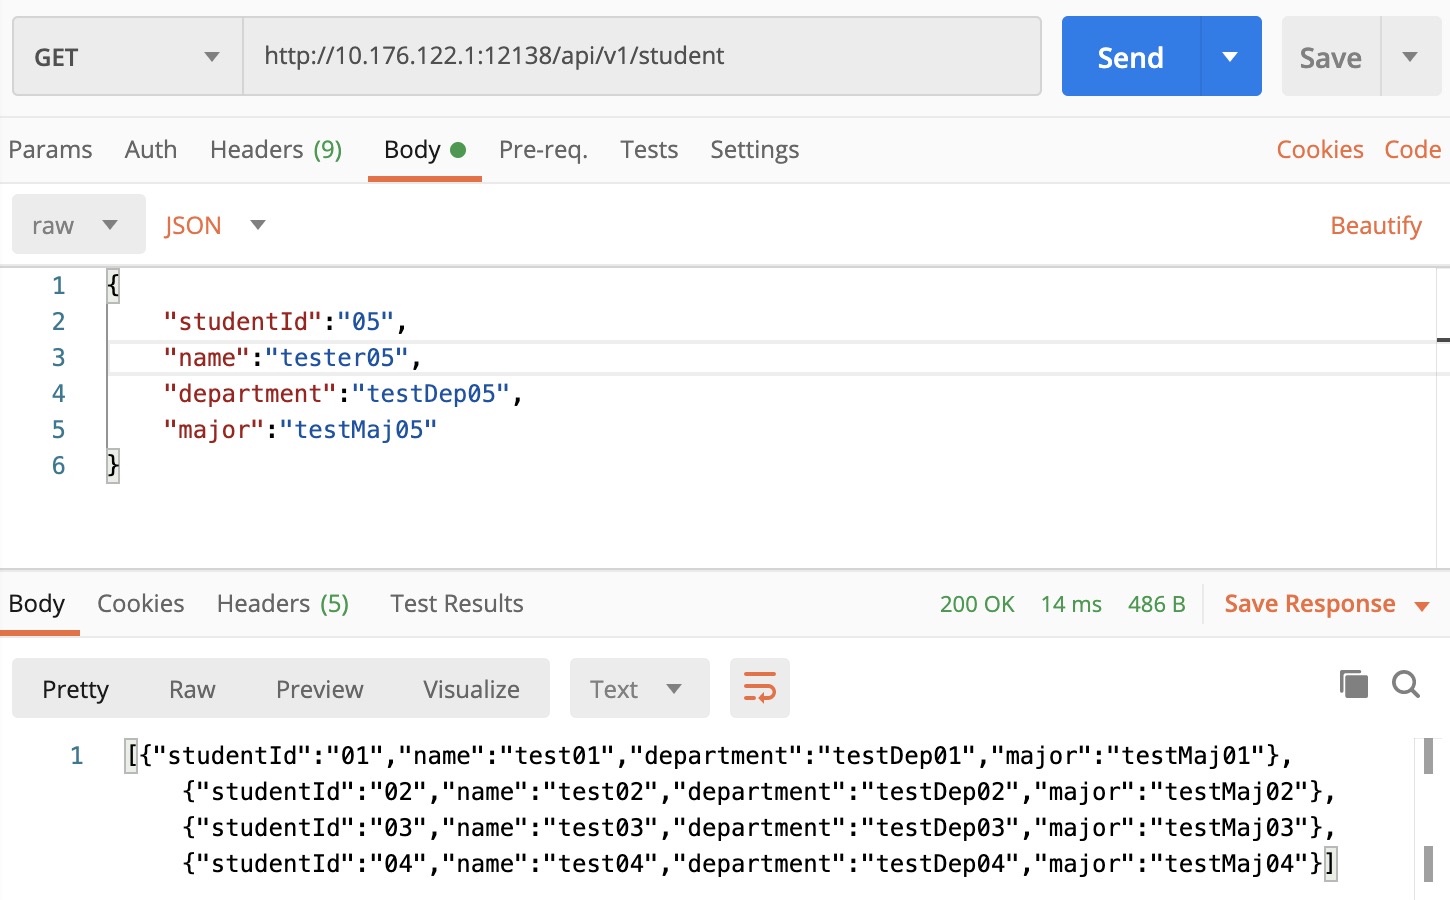 GET http://10.176.122.1:12138/api/v1/student Send Save
Params Auth Headers (9) Body Pre-req. Tests Settings Cookies Code
raw JSON Beautify
1 {
2 "studentId":"05",
3 "name":"tester05",
4 "department":"testDep05",
5 "major":"testMaj05"
6 }
Body Cookies Headers (5) Test Results 200 OK 14 ms 486 B Save Response
Pretty Raw Preview Visualize Text
1 [{"studentId":"01","name":"test01","department":"testDep01","major":"testMaj01"},
{"studentId":"02","name":"test02","department":"testDep02","major":"testMaj02"},
{"studentId":"03","name":"test03","department":"testDep03","major":"testMaj03"},
{"studentId":"04","name":"test04","department":"testDep04","major":"testMaj04"}]